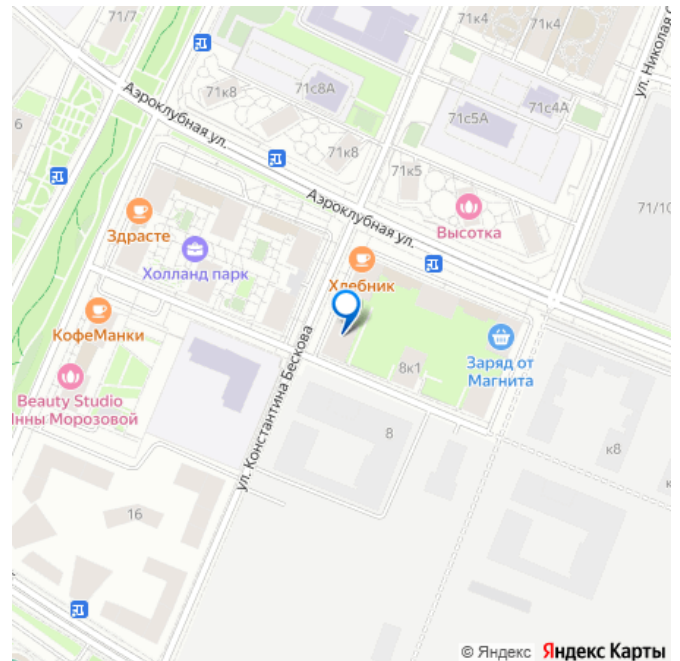 71/7
71к4
71к4
ул. Николая С
71к8
71с8А
71с4А
71с5А
Аэроклубная ул.
6
71к8
71к5
71/10
Аэроклубная ул.
Высотка
Здрасте
Холланд парк
Хлебник
КофеМанки
ул. Константина Бескова
8к1
Заряд от
Магнита
Beauty Studio
Инны Морозовой
8
к8
к
16
© Яндекс Яндекс Карты